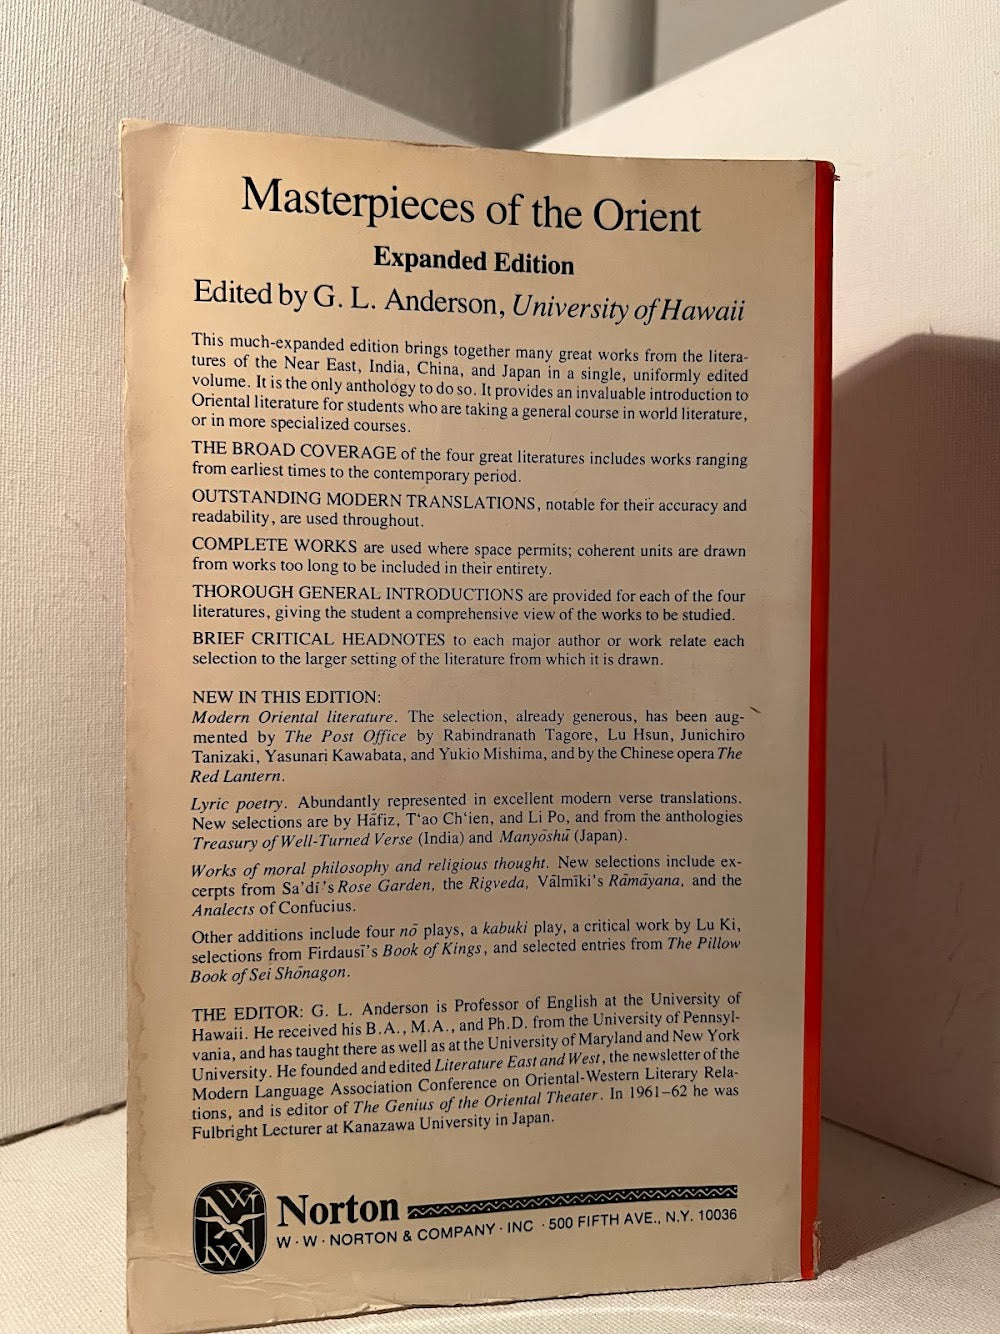 Masterpieces of the Orient
Expanded Edition
Edited by G. L. Anderson, University of Hawaii
This much-expanded edition brings together many great works from the litera-
tures of the Near East, India, China, and Japan in a single, uniformly edited
volume. It is the only anthology to do so. It provides an invaluable introduction to
Oriental literature for students who are taking a general course in world literature,
or in more specialized courses.
THE BROAD COVERAGE of the four great literatures includes works ranging
from earliest times to the contemporary period.
OUTSTANDING MODERN TRANSLATIONS, notable for their accuracy and
readability, are used throughout.
COMPLETE WORKS are used where space permits; coherent units are drawn
from works too long to be included in their entirety.
THOROUGH GENERAL INTRODUCTIONS are provided for each of the four
literatures, giving the student a comprehensive view of the works to be studied.
BRIEF CRITICAL HEADNOTES to each major author or work relate each
selection to the larger setting of the literature from which it is drawn.
NEW IN THIS EDITION:
Modern Oriental literature. The selection, already generous, has been aug-
mented by The Post Office by Rabindranath Tagore, Lu Hsun, Junichiro
Tanizaki, Yasunari Kawabata, and Yukio Mishima, and by the Chinese opera The
Red Lantern.
Lyric poetry. Abundantly represented in excellent modern verse translations.
New selections are by Hāfiz, T‘ao Ch‘ien, and Li Po, and from the anthologies
Treasury of Well-Turned Verse (India) and Manyōshū (Japan).
Works of moral philosophy and religious thought. New selections include ex-
cerpts from Sa’dī’s Rose Garden, the Rigveda, Vālmīki’s Rāmāyana, and the
Analects of Confucius.
Other additions include four nō plays, a kabuki play, a critical work by Lu Ki,
selections from Firdausī’s Book of Kings, and selected entries from The Pillow
Book of Sei Shōnagon.
THE EDITOR: G. L. Anderson is Professor of English at the University of
Hawaii. He received his B.A., M.A., and Ph.D. from the University of Pennsyl-
vania, and has taught there as well as at the University of Maryland and New York
University. He founded and edited Literature East and West, the newsletter of the
Modern Language Association Conference on Oriental-Western Literary Rela-
tions, and is editor of The Genius of the Oriental Theater. In 1961–62 he was
Fulbright Lecturer at Kanazawa University in Japan.
Norton
W · W · NORTON & COMPANY · INC · 500 FIFTH AVE., N.Y. 10036